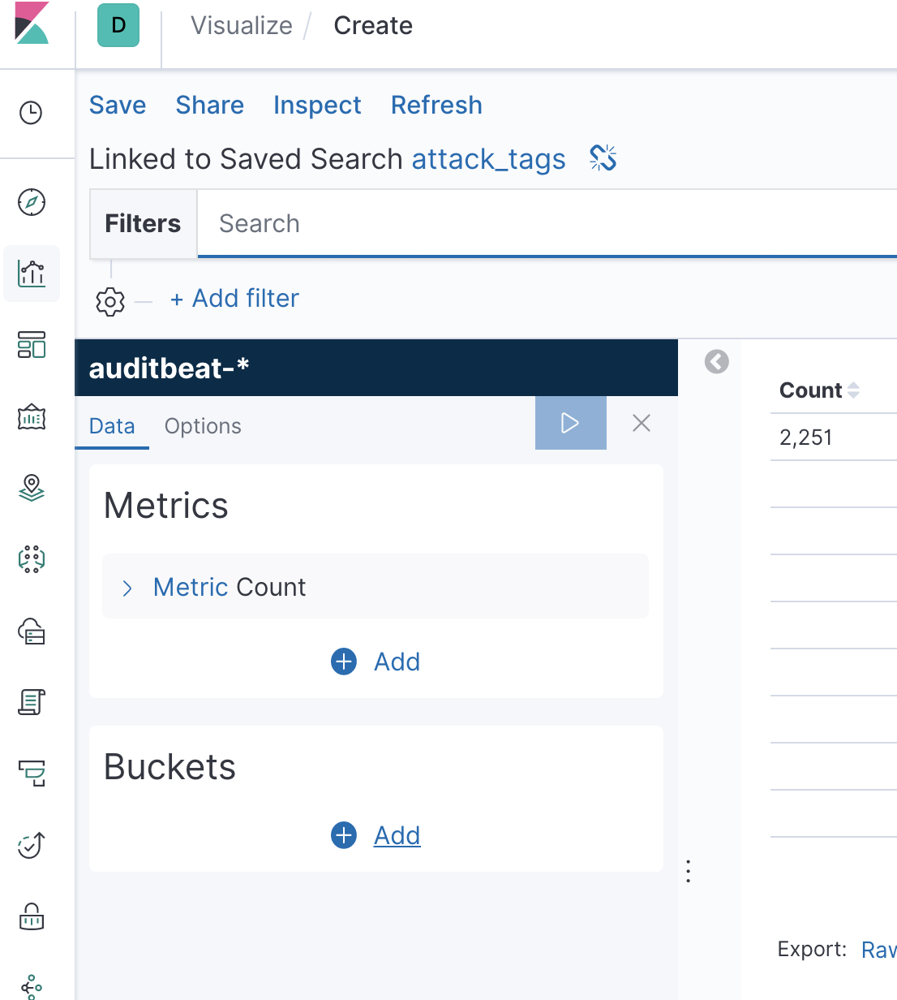 D Visualize / Create
Save Share Inspect Refresh
Linked to Saved Search attack_tags
Filters Search
+ Add filter
auditbeat-*
Data Options
Metrics
Metric Count
Add
Buckets
Add
Count
2,251
Export: Raw